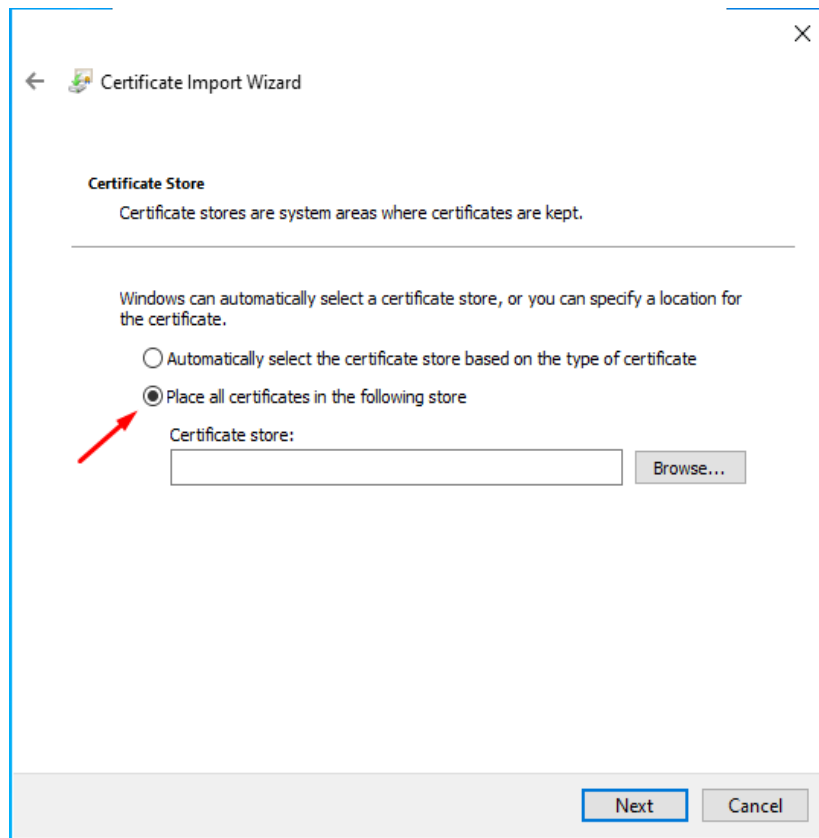 Certificate Import Wizard
Certificate Store
Certificate stores are system areas where certificates are kept.
Windows can automatically select a certificate store, or you can specify a location for
the certificate.
Automatically select the certificate store based on the type of certificate
Place all certificates in the following store
Certificate store:
Browse...
Next
Cancel